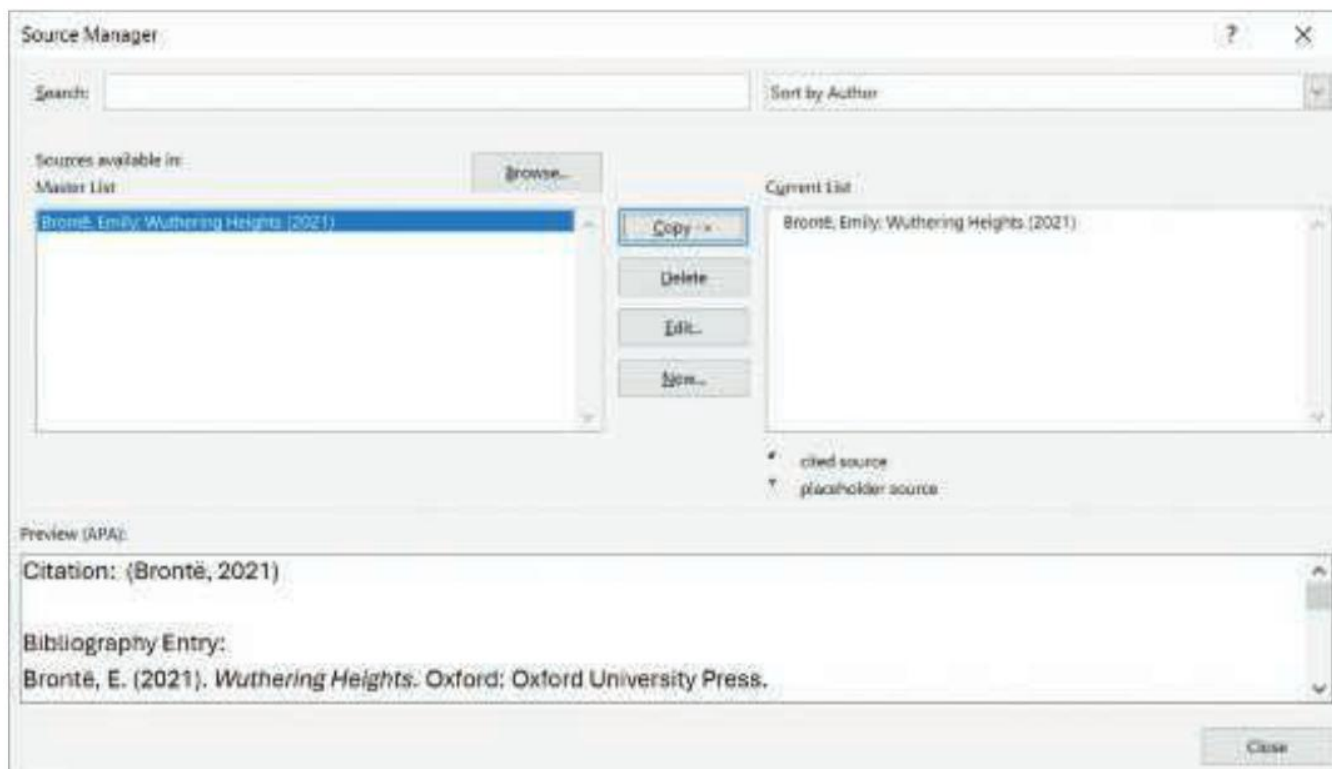 Source Manager
?
Search:
Sort by Author
Sources available in:
Master List
Browse...
Current List
Brontë, Emily; Wuthering Heights (2021)
Copy ->
Delete
Edit...
New...
Brontë, Emily; Wuthering Heights (2021)
cited source
? placeholder source
Preview (APA):
Citation: (Brontë, 2021)
Bibliography Entry:
Brontë, E. (2021). Wuthering Heights. Oxford: Oxford University Press.
Close